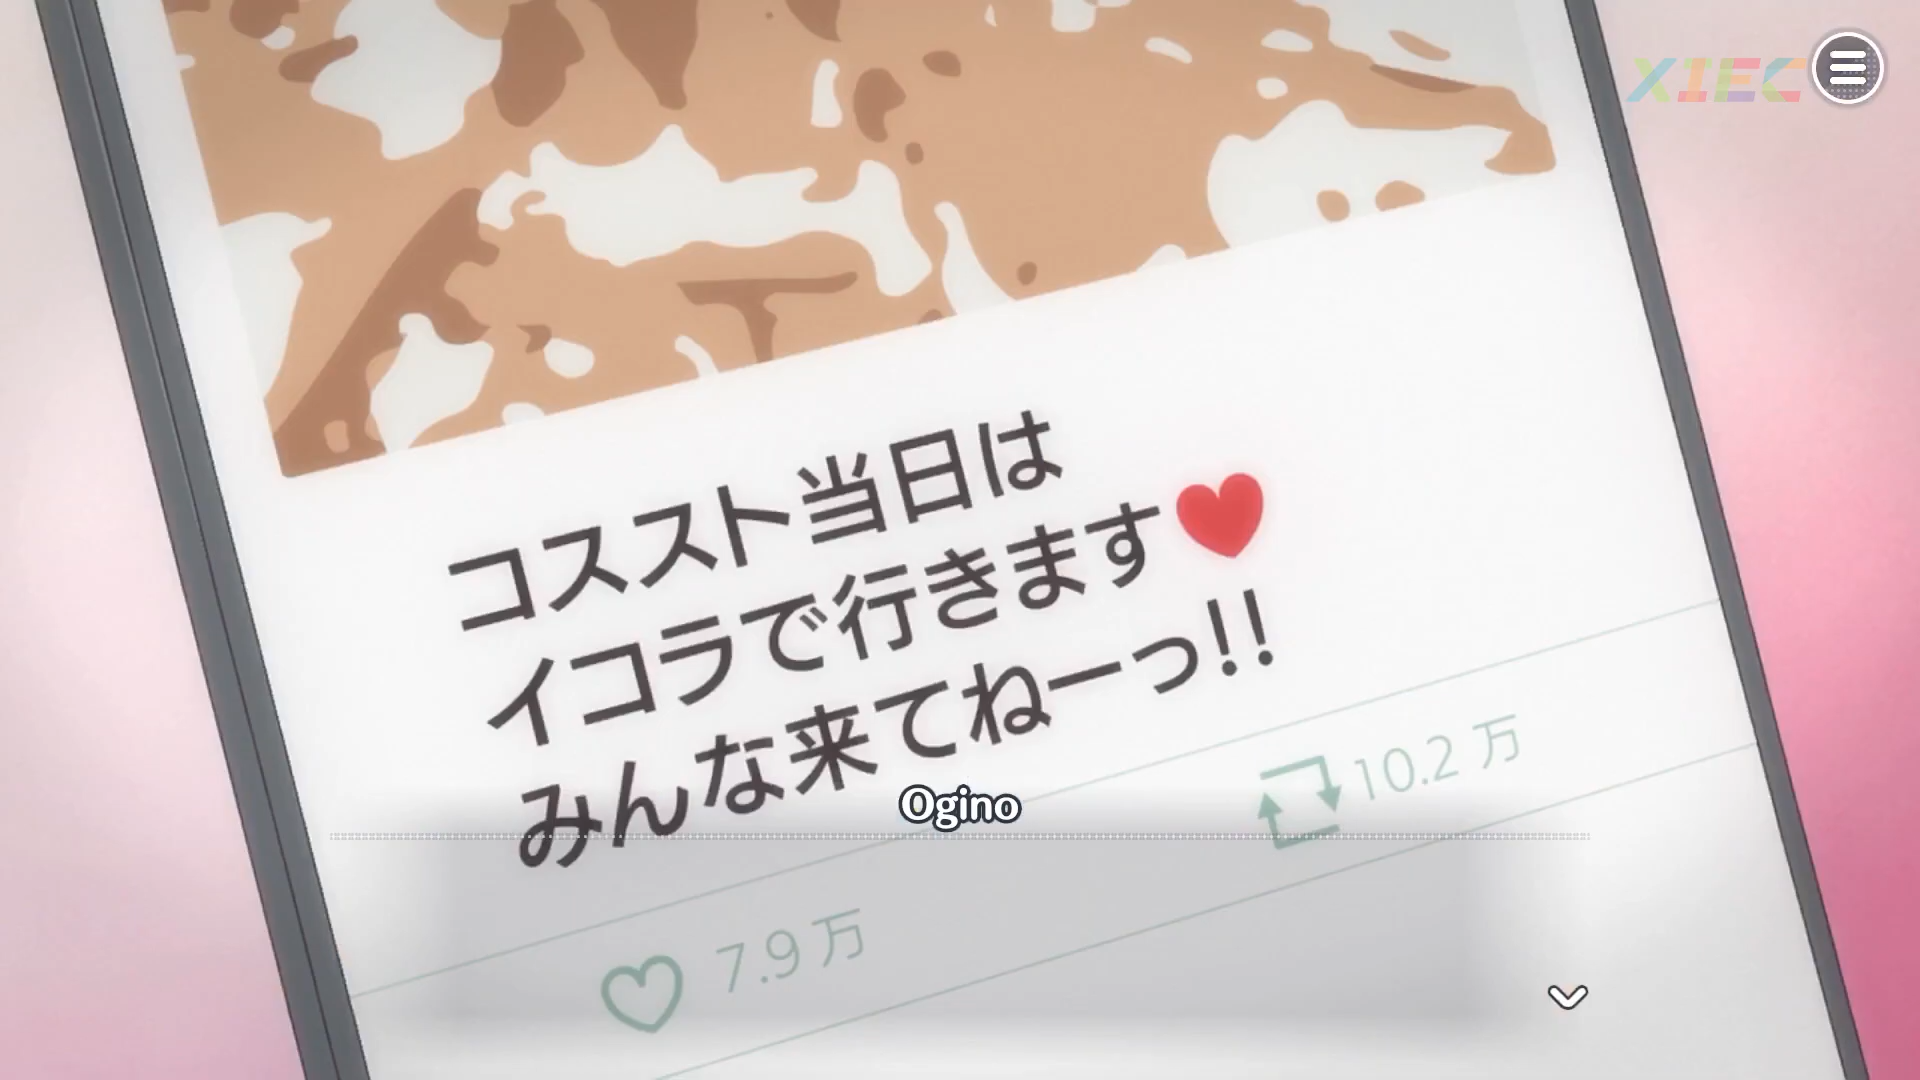 XIEC
コススト当日は
イコラで行きます❤
みんな来てねーっ!!
10.2万
Ogino
7.9万